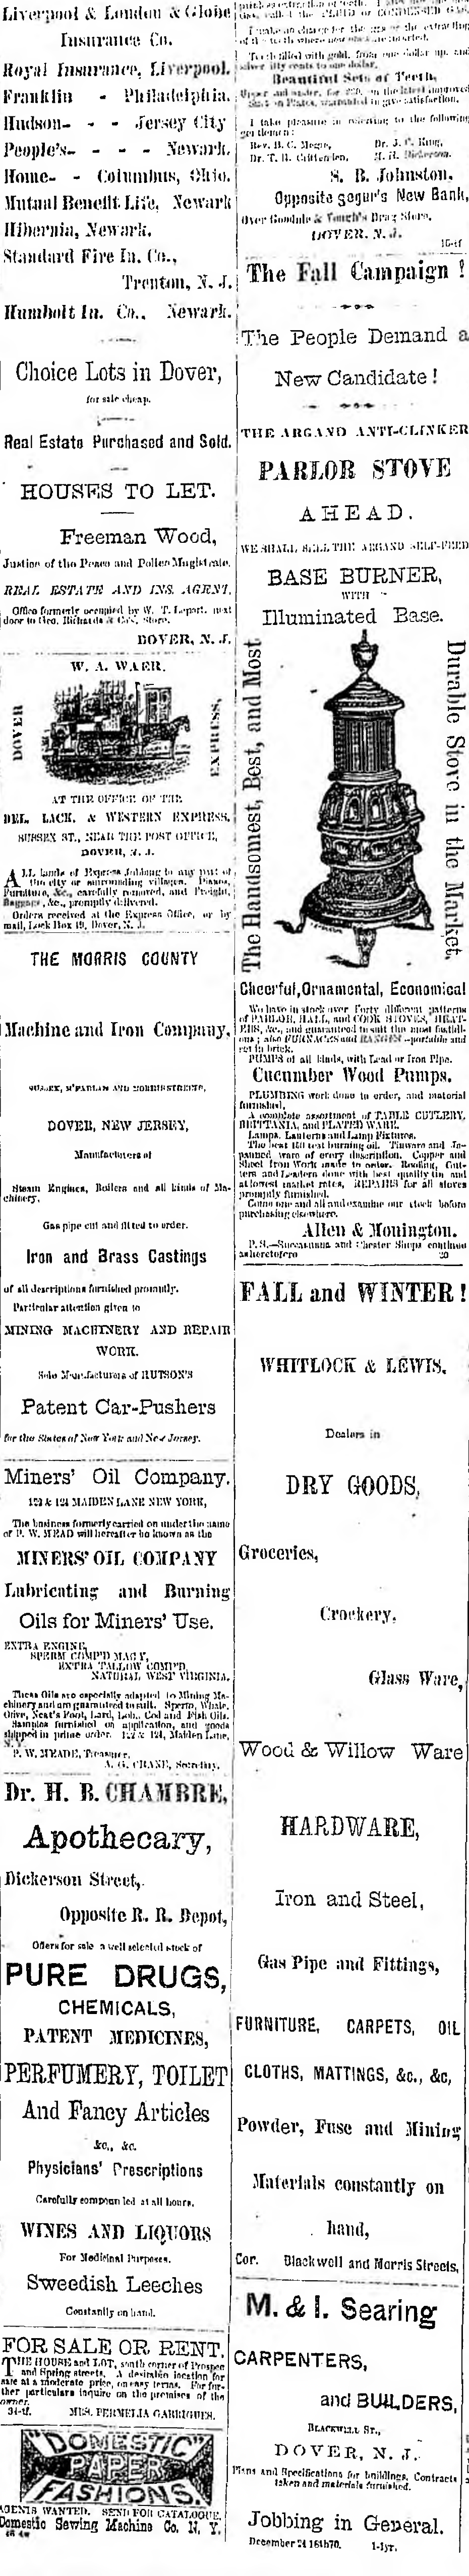 Liverpool & London & Globe
Insurance Co.
Royal Insurance, Liverpool.
Franklin - Philadelphia.
Hudson- - - Jersey City
People's- - - - Newark.
Home- - Columbus, Ohio.
Mutual Benefit Life, Newark
Hibernia, Newark.
Standard Fire In. Co.,
Trenton, N. J.
Humbolt In. Co., Newark.
Choice Lots in Dover,
for sale cheap.
Real Estate Purchased and Sold.
HOUSES TO LET.
Freeman Wood,
Justice of the Peace and Police Magistrate.
REAL ESTATE AND INS. AGENT.
Office formerly occupied by W. T. Leport, next
door to Geo. Richards & Co's, Store.
DOVER, N. J.
W. A. WAER.
DOVER
EXPRESS,
AT THE OFFICE OF THE
DEL. LACK. & WESTERN EXPRESS,
SUSSEX ST., NEAR THE POST OFFICE,
DOVER, N. J.
ALL kinds of Express Jobbing to any part of
the city or surrounding villages. Pianos,
Furniture, &c., carefully removed, and Freight,
Baggage, &c., promptly delivered.
Orders received at the Express Office, or by
mail, Lock Box 19, Dover, N. J.
THE MORRIS COUNTY
Machine and Iron Company,
SUSSEX, M'FARLAN AND MORRIS STREETS,
DOVER, NEW JERSEY,
Manufacturers of
Steam Engines, Boilers and all kinds of Ma-
chinery.
Gas pipe cut and fitted to order.
Iron and Brass Castings
of all descriptions furnished promptly.
Particular attention given to
MINING MACHINERY AND REPAIR
WORK.
Sole Manufacturers of HUTSON'S
Patent Car-Pushers
for the States of New York and New Jersey.
Miners' Oil Company.
122 & 124 MAIDEN LANE NEW YORK,
The business formerly carried on under the name
of P. W. MEAD will hereafter be known as the
MINERS' OIL COMPANY
Lubricating and Burning
Oils for Miners' Use.
EXTRA ENGINE,
SPERM COMP'D MAC'Y,
EXTRA TALLOW COMP'D,
NATURAL WEST VIRGINIA.
These Oils are especially adapted to Mining Ma-
chinery and are guaranteed to suit. Sperm, Whale,
Olive, Neat's Foot, Lard, Cod and Fish Oils.
Samples furnished on application, and goods
shipped in prime order. 122 & 124, Maiden Lane,
N. Y.
P. W. MEADE, Treasurer.
A. G. CRANE, Secretary.
Dr. H. B. CHAMBRE,
Apothecary,
Dickerson Street,
Opposite R. R. Depot,
Offers for sale a well selected stock of
PURE DRUGS,
CHEMICALS,
PATENT MEDICINES,
PERFUMERY, TOILET
And Fancy Articles
&c., &c.
Physicians' Prescriptions
Carefully compounded at all hours.
WINES AND LIQUORS
For Medicinal Purposes.
Sweedish Leeches
Constantly on hand.
FOR SALE OR RENT.
THE HOUSE and LOT, south corner of Prospect
and Spring streets. A desirable location for
sale at a moderate price, on easy terms. For fur-
ther particulars inquire on the premises of the
owner.
34-tf. MRS. PERMELIA GARRIGUES.
"DOMESTIC"
PAPER
FASHIONS.
AGENTS WANTED. SEND FOR CATALOGUE.
Domestic Sewing Machine Co. N. Y.
I make no charge for the use of the
Teeth filled with gold, from one dollar up, and
silver fifty cents to one dollar.
Beautiful Sets of Teeth,
Upper and under, for $20, on the latest improved
I take pleasure in referring to the following
gentlemen:
Rev. B. C. Megie, Dr. J. C. King,
Dr. T. R. Crittenden,
S. B. Johnston,
Opposite Segur's New Bank,
Over Goodale & Vought's Drug Store,
DOVER, N. J.
The Fall Campaign!
The People Demand a
New Candidate!
THE ARGAND ANTI-CLINKER
PARLOR STOVE
AHEAD.
WE SHALL SELL THE ARGAND SELF-FEED
BASE BURNER,
WITH
Illuminated Base.
The Handsomest, Best, and Most
Durable Stove in the Market.
Cheerful, Ornamental, Economical
We have in stock over Forty different patterns
of PARLOR, HALL, and COOK STOVES, HEAT-
ERS, &c., and guaranteed to suit the most fastidi-
ous; also FURNACES and RANGES—portable and
set in brick.
PUMPS of all kinds, with Lead or Iron Pipe.
Cucumber Wood Pumps.
PLUMBING work done to order, and material
furnished,
A complete assortment of TABLE CUTLERY,
BRITTANIA, and PLATED WARE.
Lamps, Lanterns and Lamp Fixtures.
The best test burning oil. Tinware and Ja-
panned ware of every discription. Copper and
Sheet Iron Work made to order. Roofing, Gut-
ters and Leaders done with best quality tin and
at lowest market rates, REPAIRS for all stoves
promptly furnished.
Come one and all and examine our stock before
purchasing elsewhere.
Allen & Monington.
P. S.—Succasunna and Chester Shops continue
as heretofore 20
FALL and WINTER!
WHITLOCK & LEWIS,
Dealers in
DRY GOODS,
Groceries,
Crockery,
Glass Ware,
Wood & Willow Ware
HARDWARE,
Iron and Steel,
Gas Pipe and Fittings,
FURNITURE, CARPETS, OIL
CLOTHS, MATTINGS, &c., &c,
Powder, Fuse and Mining
Materials constantly on
hand,
Cor. Blackwell and Morris Streets,
M. & I. Searing
CARPENTERS,
and BUILDERS,
BLACKWELL ST.,
DOVER, N. J.
Plans and Specifications for buildings. Contracts
taken and materials furnished.
Jobbing in General.
December 24 16th70. 1-1yr.